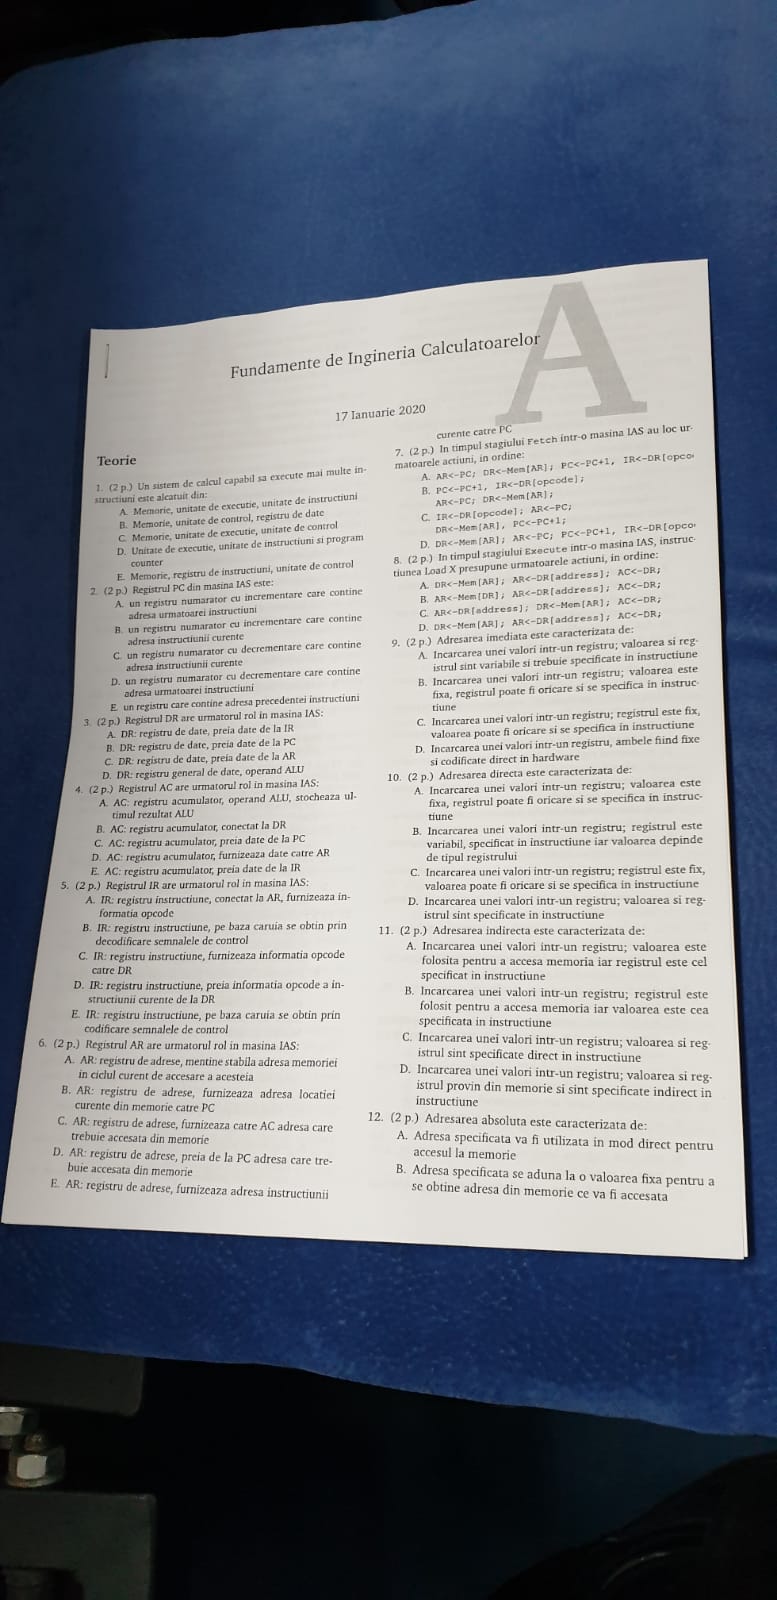 A
Fundamente de Ingineria Calculatoarelor
17 Ianuarie 2020
Teorie
1. (2 p.) Un sistem de calcul capabil sa execute mai multe in-
structiuni este alcatuit din:
A. Memorie, unitate de executie, unitate de instructiuni
B. Memorie, unitate de control, registru de date
C. Memorie, unitate de executie, unitate de control
D. Unitate de executie, unitate de instructiuni si program
counter
E. Memorie, registru de instructiuni, unitate de control
2. (2 p.) Registrul PC din masina IAS este:
A. un registru numarator cu incrementare care contine
adresa urmatoarei instructiuni
B. un registru numarator cu incrementare care contine
adresa instructiunii curente
C. un registru numarator cu decrementare care contine
adresa instructiunii curente
D. un registru numarator cu decrementare care contine
adresa urmatoarei instructiuni
E. un registru care contine adresa precedentei instructiuni
3. (2 p.) Registrul DR are urmatorul rol in masina IAS:
A. DR: registru de date, preia date de la IR
B. DR: registru de date, preia date de la PC
C. DR: registru de date, preia date de la AR
D. DR: registru general de date, operand ALU
4. (2 p.) Registrul AC are urmatorul rol in masina IAS:
A. AC: registru acumulator, operand ALU, stocheaza ul-
timul rezultat ALU
B. AC: registru acumulator, conectat la DR
C. AC: registru acumulator, preia date de la PC
D. AC: registru acumulator, furnizeaza date catre AR
E. AC: registru acumulator, preia date de la IR
5. (2 p.) Registrul IR are urmatorul rol in masina IAS:
A. IR: registru instructiune, conectat la AR, furnizeaza in-
formatia opcode
B. IR: registru instructiune, pe baza caruia se obtin prin
decodificare semnalele de control
C. IR: registru instructiune, furnizeaza informatia opcode
catre DR
D. IR: registru instructiune, preia informatia opcode a in-
structiunii curente de la DR
E. IR: registru instructiune, pe baza caruia se obtin prin
codificare semnalele de control
6. (2 p.) Registrul AR are urmatorul rol in masina IAS:
A. AR: registru de adrese, mentine stabila adresa memoriei
in ciclul curent de accesare a acesteia
B. AR: registru de adrese, furnizeaza adresa locatiei
curente din memorie catre PC
C. AR: registru de adrese, furnizeaza catre AC adresa care
trebuie accesata din memorie
D. AR: registru de adrese, preia de la PC adresa care tre-
buie accesata din memorie
E. AR: registru de adrese, furnizeaza adresa instructiunii
curente catre PC
7. (2 p.) In timpul stagiului Fetch intr-o masina IAS au loc ur-
matoarele actiuni, in ordine:
A. AR<-PC; DR<-Mem[AR]; PC<-PC+1, IR<-DR[opco
B. PC<-PC+1, IR<-DR[opcode];
AR<-PC; DR<-Mem[AR];
C. IR<-DR[opcode]; AR<-PC;
DR<-Mem[AR], PC<-PC+1;
D. DR<-Mem[AR]; AR<-PC; PC<-PC+1, IR<-DR[opco
8. (2 p.) In timpul stagiului Execute intr-o masina IAS, instruc-
tiunea Load X presupune urmatoarele actiuni, in ordine:
A. DR<-Mem[AR]; AR<-DR[address]; AC<-DR;
B. AR<-Mem[DR]; AR<-DR[address]; AC<-DR;
C. AR<-DR[address]; DR<-Mem[AR]; AC<-DR;
D. DR<-Mem[AR]; AR<-DR[address]; AC<-DR;
9. (2 p.) Adresarea imediata este caracterizata de:
A. Incarcarea unei valori intr-un registru; valoarea si reg-
istrul sint variabile si trebuie specificate in instructiune
B. Incarcarea unei valori intr-un registru; valoarea este
fixa, registrul poate fi oricare si se specifica in instruc-
tiune
C. Incarcarea unei valori intr-un registru; registrul este fix,
valoarea poate fi oricare si se specifica in instructiune
D. Incarcarea unei valori intr-un registru, ambele fiind fixe
si codificate direct in hardware
10. (2 p.) Adresarea directa este caracterizata de:
A. Incarcarea unei valori intr-un registru; valoarea este
fixa, registrul poate fi oricare si se specifica in instruc-
tiune
B. Incarcarea unei valori intr-un registru; registrul este
variabil, specificat in instructiune iar valoarea depinde
de tipul registrului
C. Incarcarea unei valori intr-un registru; registrul este fix,
valoarea poate fi oricare si se specifica in instructiune
D. Incarcarea unei valori intr-un registru; valoarea si reg-
istrul sint specificate in instructiune
11. (2 p.) Adresarea indirecta este caracterizata de:
A. Incarcarea unei valori intr-un registru; valoarea este
folosita pentru a accesa memoria iar registrul este cel
specificat in instructiune
B. Incarcarea unei valori intr-un registru; registrul este
folosit pentru a accesa memoria iar valoarea este cea
specificata in instructiune
C. Incarcarea unei valori intr-un registru; valoarea si reg-
istrul sint specificate direct in instructiune
D. Incarcarea unei valori intr-un registru; valoarea si reg-
istrul provin din memorie si sint specificate indirect in
instructiune
12. (2 p.) Adresarea absoluta este caracterizata de:
A. Adresa specificata va fi utilizata in mod direct pentru
accesul la memorie
B. Adresa specificata se aduna la o valoarea fixa pentru a
se obtine adresa din memorie ce va fi accesata